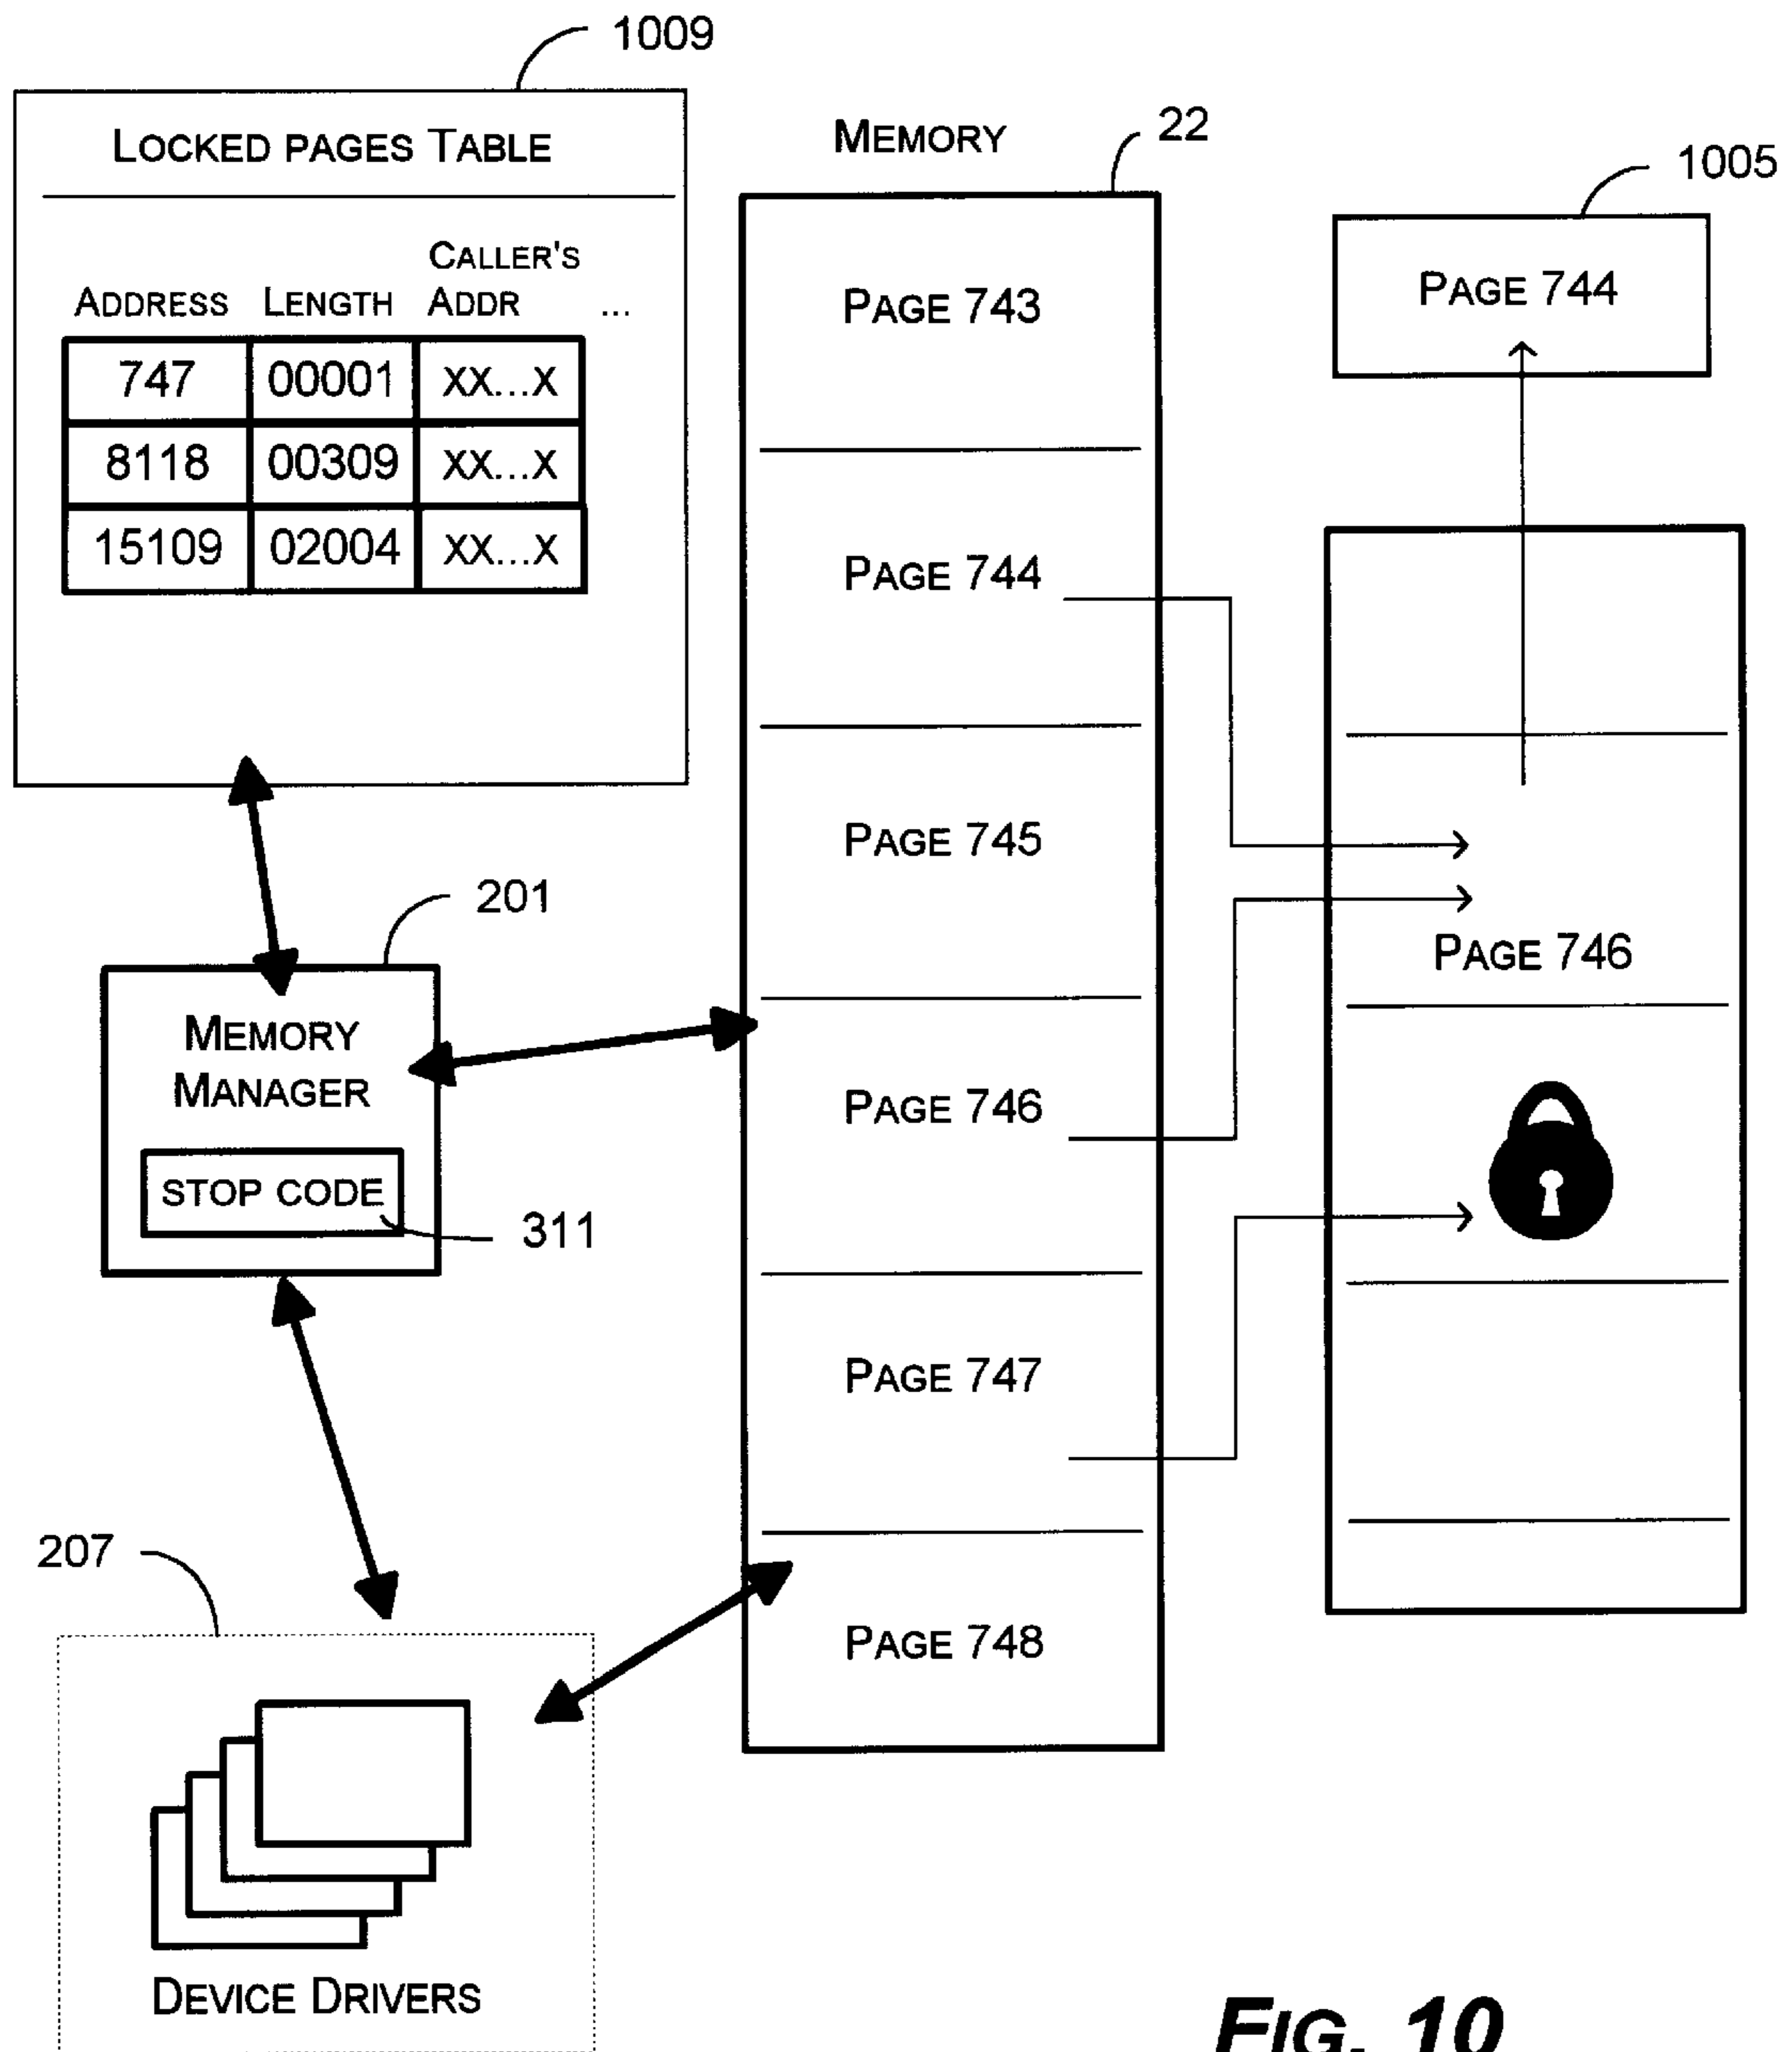 1009
LOCKED PAGES TABLE
CALLER'S
ADDRESS LENGTH ADDR ...
747 00001 XX...X
8118 00309 XX...X
15109 02004 XX...X
MEMORY
22
1005
PAGE 743
PAGE 744
PAGE 744
PAGE 745
PAGE 746
PAGE 746
PAGE 747
PAGE 748
201
MEMORY
MANAGER
STOP CODE
311
207
DEVICE DRIVERS
FIG. 10